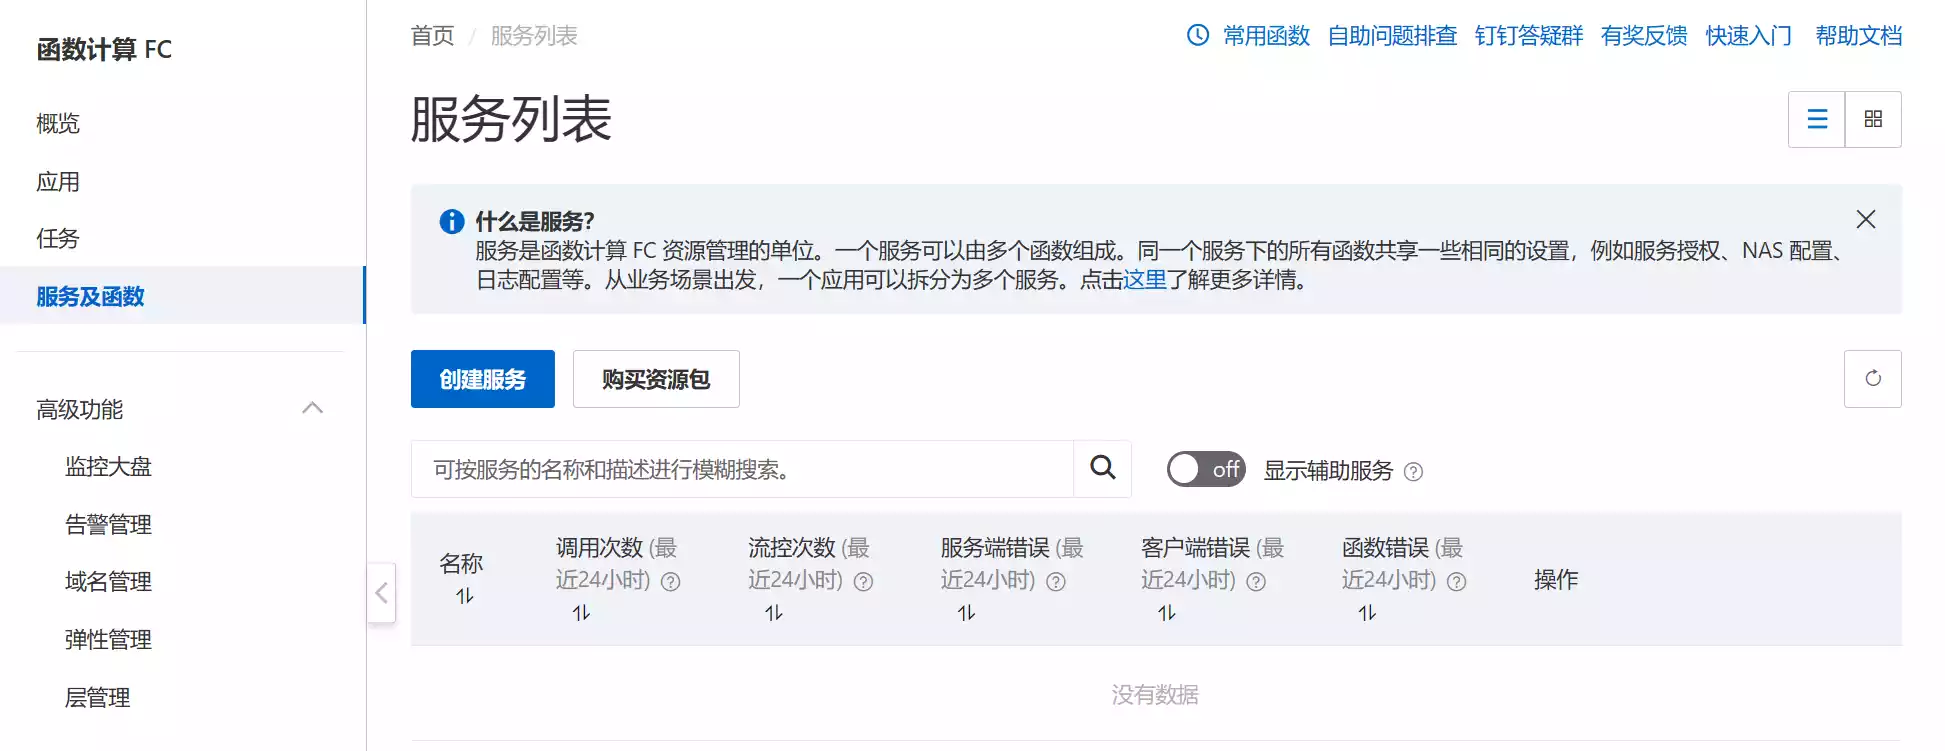 函数计算 FC
概览
应用
任务
服务及函数
高级功能
监控大盘
告警管理
域名管理
弹性管理
层管理
首页 / 服务列表
常用函数 自助问题排查 钉钉答疑群 有奖反馈 快速入门 帮助文档
服务列表
什么是服务?
服务是函数计算 FC 资源管理的单位。一个服务可以由多个函数组成。同一个服务下的所有函数共享一些相同的设置，例如服务授权、NAS 配置、
日志配置等。从业务场景出发，一个应用可以拆分为多个服务。点击这里了解更多详情。
创建服务 购买资源包
可按服务的名称和描述进行模糊搜索。
off 显示辅助服务
名称
调用次数 (最
近24小时)
流控次数 (最
近24小时)
服务端错误 (最
近24小时)
客户端错误 (最
近24小时)
函数错误 (最
近24小时)
操作
没有数据